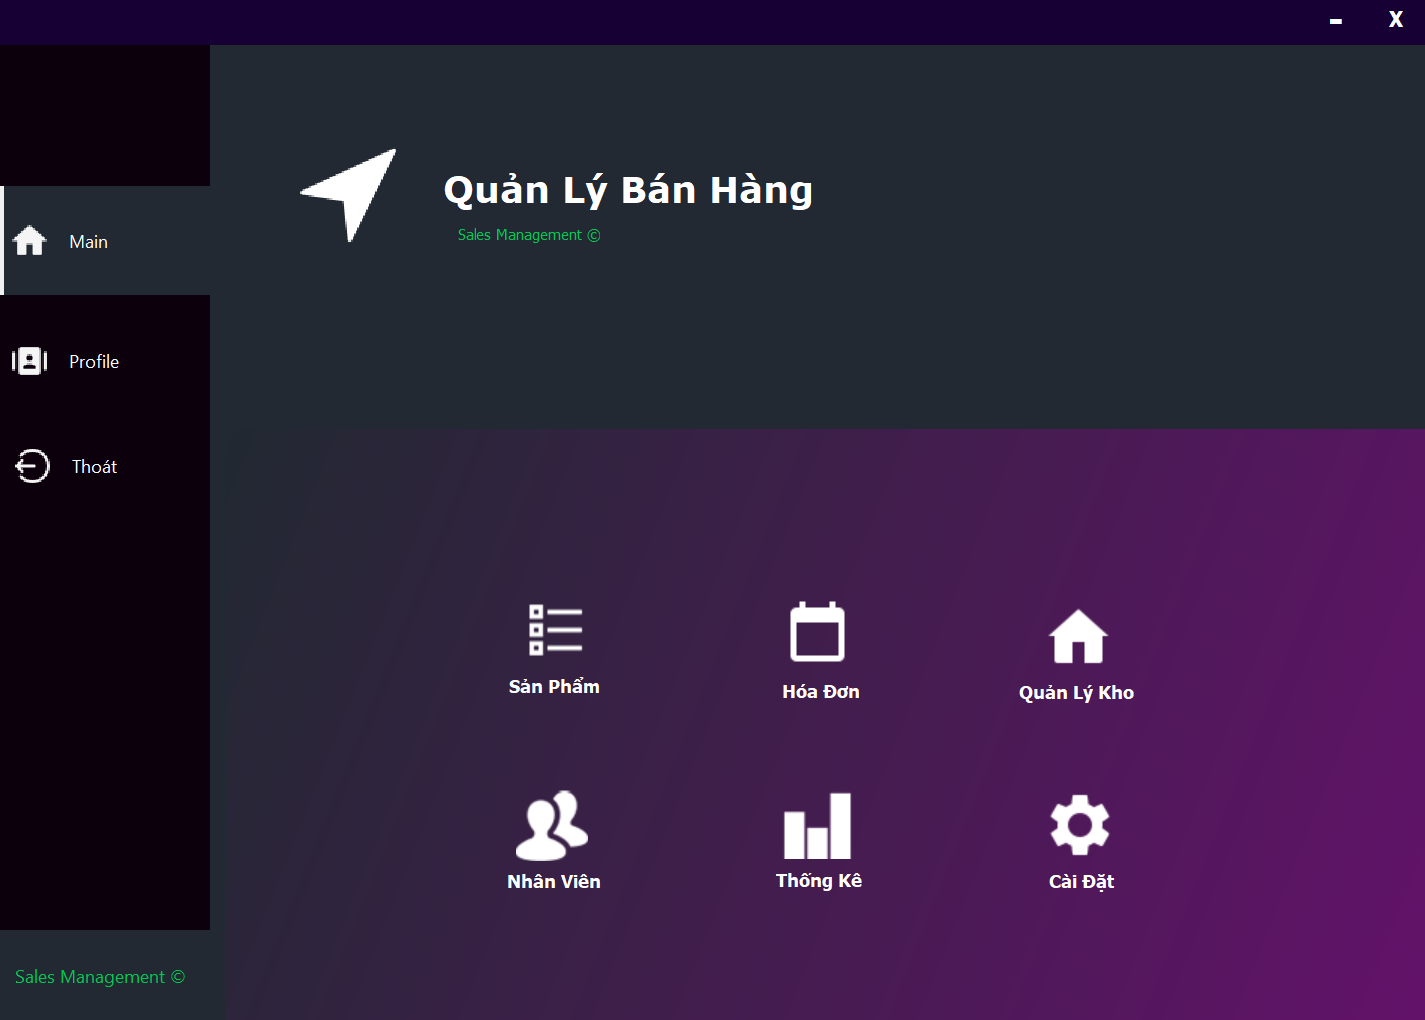 X
Quản Lý Bán Hàng
Sales Management ©
Main
Profile
Thoát
Sản Phẩm
Hóa Đơn
Quản Lý Kho
Nhân Viên
Thống Kê
Cài Đặt
Sales Management ©